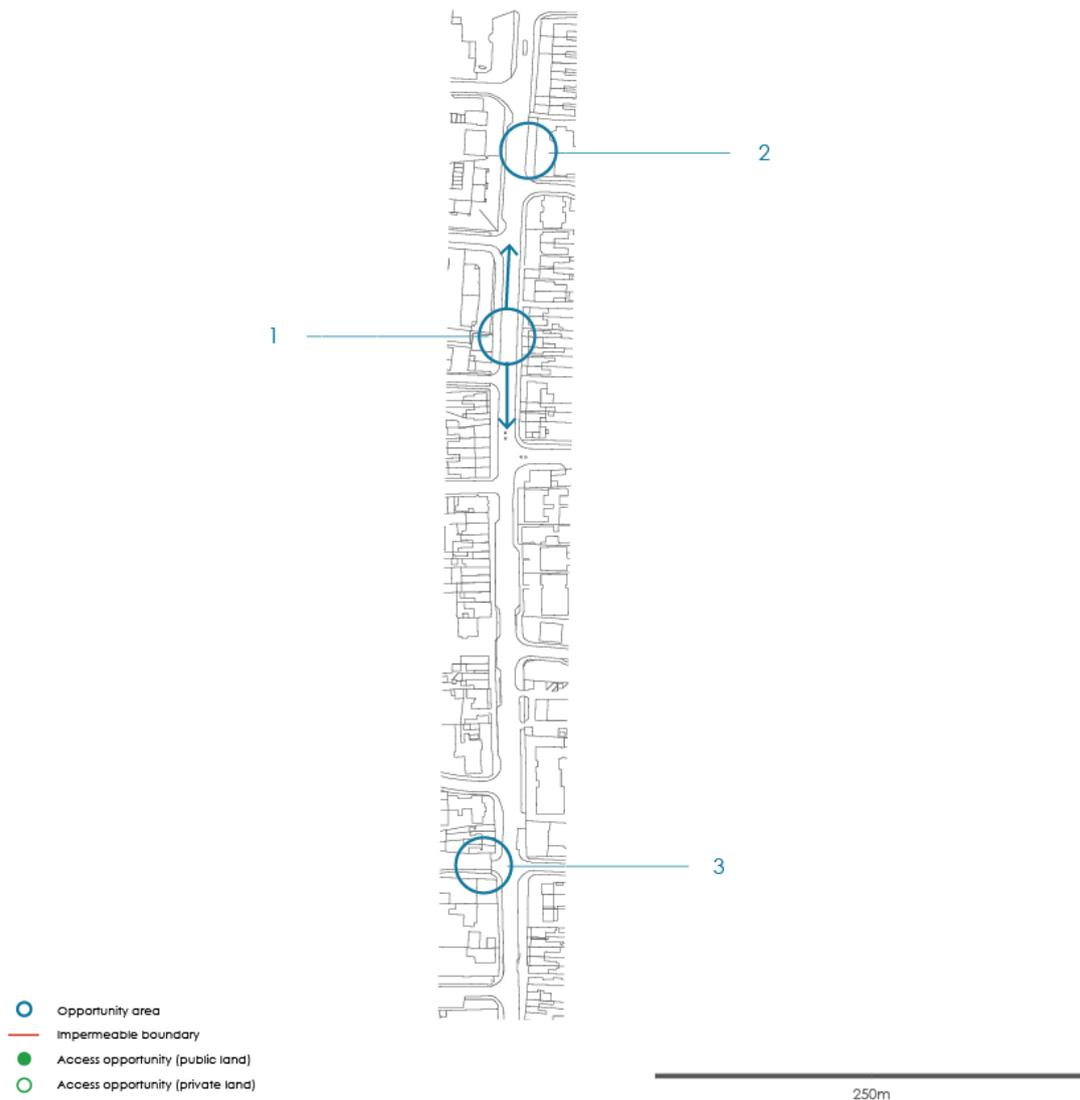 2
1
3
Opportunity area
Impermeable boundary
Access opportunity (public land)
Access opportunity (private land)
250m